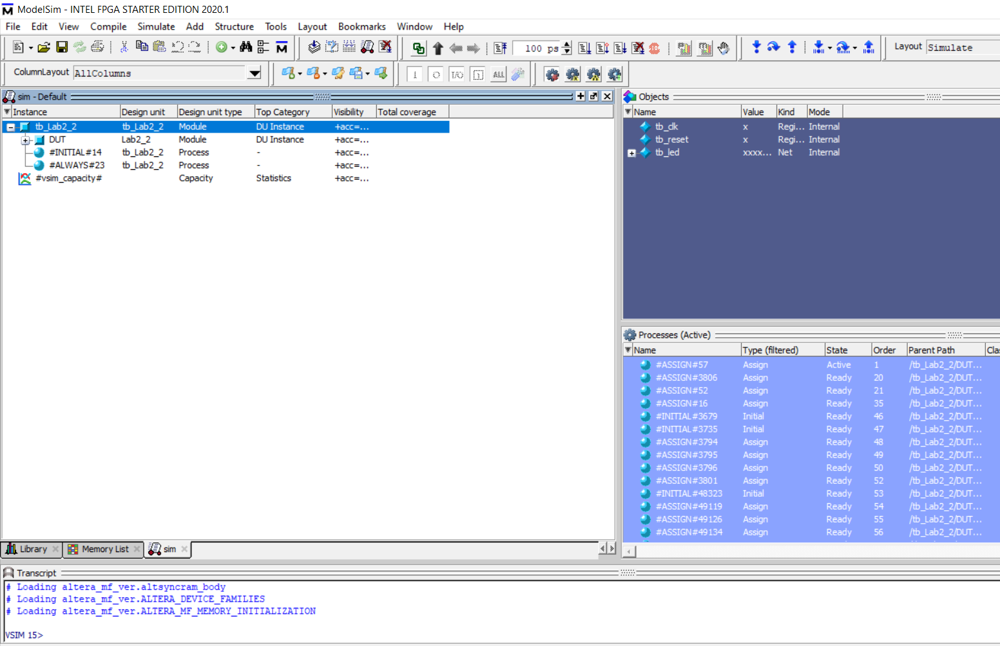 ModelSim - INTEL FPGA STARTER EDITION 2020.1
File Edit View Compile Simulate Add Structure Tools Layout Bookmarks Window Help
100 ps
Layout Simulate
ColumnLayout AllColumns
I O I/O ALL
sim - Default
Instance Design unit Design unit type Top Category Visibility Total coverage
tb_Lab2_2 tb_Lab2_2 Module DU Instance +acc=...
DUT Lab2_2 Module DU Instance +acc=...
#INITIAL#14 tb_Lab2_2 Process - +acc=...
#ALWAYS#23 tb_Lab2_2 Process - +acc=...
#vsim_capacity# Capacity Statistics +acc=...
Objects
Name Value Kind Mode
tb_clk x Regi... Internal
tb_reset x Regi... Internal
tb_led xxxx... Net Internal
Processes (Active)
Name Type (filtered) State Order Parent Path Clas
#ASSIGN#57 Assign Active 1 /tb_Lab2_2/DUT...
#ASSIGN#3806 Assign Ready 20 /tb_Lab2_2/DUT...
#ASSIGN#52 Assign Ready 21 /tb_Lab2_2/DUT...
#ASSIGN#16 Assign Ready 35 /tb_Lab2_2/DUT...
#INITIAL#3679 Initial Ready 46 /tb_Lab2_2/DUT...
#INITIAL#3735 Initial Ready 47 /tb_Lab2_2/DUT...
#ASSIGN#3794 Assign Ready 48 /tb_Lab2_2/DUT...
#ASSIGN#3795 Assign Ready 49 /tb_Lab2_2/DUT...
#ASSIGN#3796 Assign Ready 50 /tb_Lab2_2/DUT...
#ASSIGN#3801 Assign Ready 52 /tb_Lab2_2/DUT...
#INITIAL#48323 Initial Ready 53 /tb_Lab2_2/DUT...
#ASSIGN#49119 Assign Ready 54 /tb_Lab2_2/DUT...
#ASSIGN#49126 Assign Ready 55 /tb_Lab2_2/DUT...
#ASSIGN#49134 Assign Ready 56 /tb_Lab2_2/DUT...
Library Memory List sim
Transcript
# Loading altera_mf_ver.altsyncram_body
# Loading altera_mf_ver.ALTERA_DEVICE_FAMILIES
# Loading altera_mf_ver.ALTERA_MF_MEMORY_INITIALIZATION
VSIM 15>